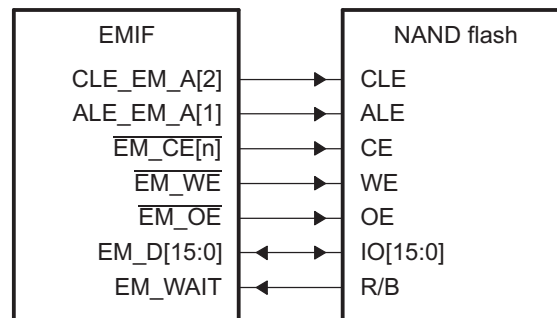 EMIF NAND flash
CLE_EM_A[2] CLE
ALE_EM_A[1] ALE
EM_CE[n] CE
EM_WE WE
EM_OE OE
EM_D[15:0] IO[15:0]
EM_WAIT R/B